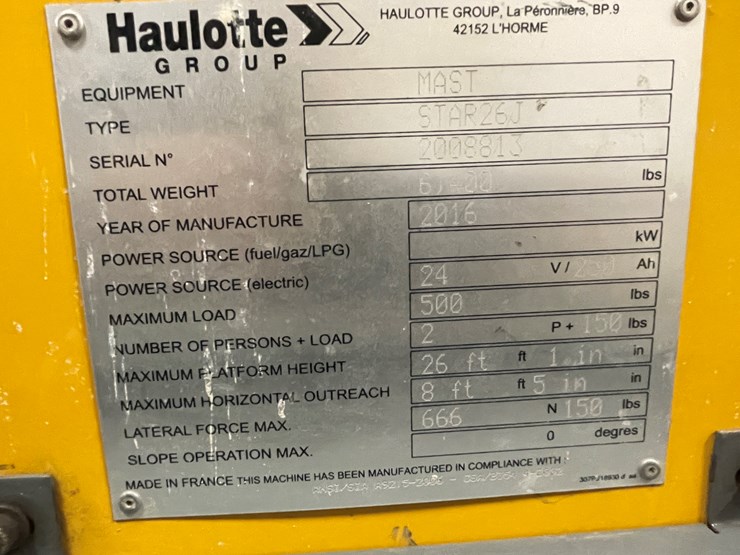 Haulotte
GROUP
HAULOTTE GROUP, La Péronnière, BP.9
42152 L'HORME
EQUIPMENT MAST
TYPE STAR26J
SERIAL N° 2008813
TOTAL WEIGHT lbs
YEAR OF MANUFACTURE 2016
POWER SOURCE (fuel/gaz/LPG) kW
POWER SOURCE (electric) 24 V / Ah
MAXIMUM LOAD 500 lbs
NUMBER OF PERSONS + LOAD 2 P + 150 lbs
MAXIMUM PLATFORM HEIGHT 26 ft ft 1 in in
MAXIMUM HORIZONTAL OUTREACH 8 ft ft 5 in in
LATERAL FORCE MAX. 666 N 150 lbs
SLOPE OPERATION MAX. 0 degres
MADE IN FRANCE THIS MACHINE HAS BEEN MANUFACTURED IN COMPLIANCE WITH :